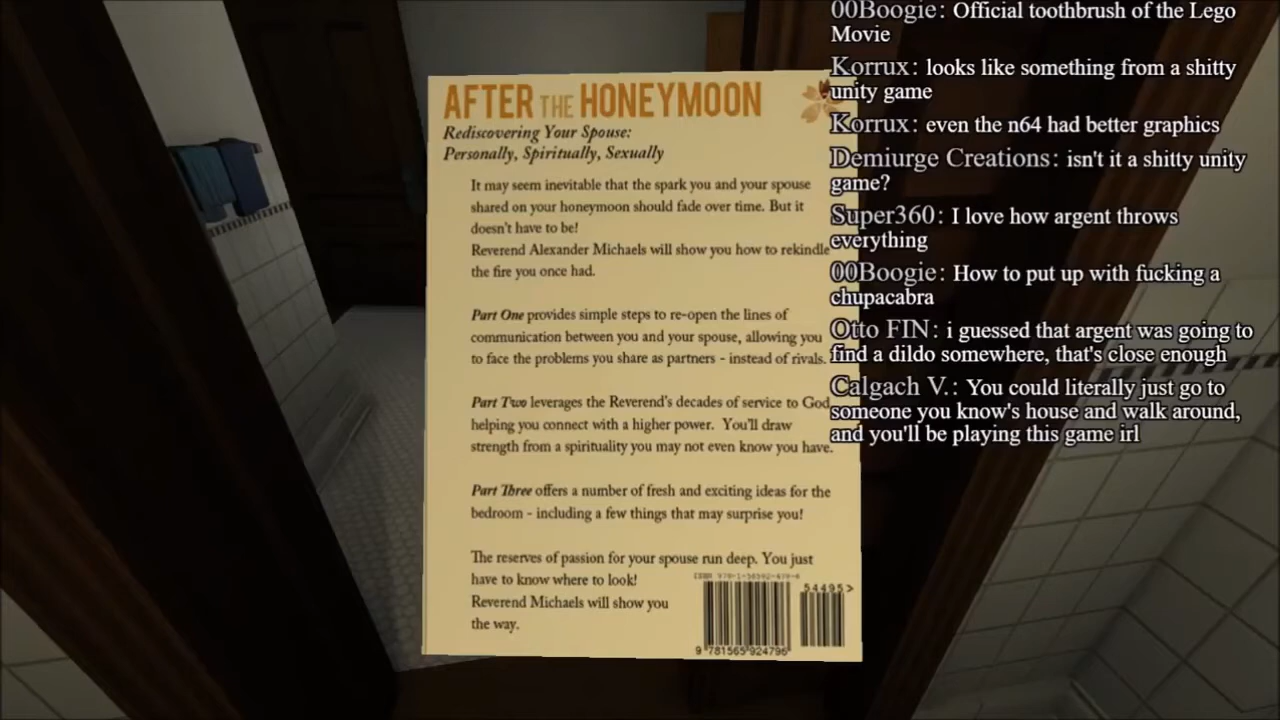 AFTER THE HONEYMOON
Rediscovering Your Spouse:
Personally, Spiritually, Sexually
It may seem inevitable that the spark you and your spouse
shared on your honeymoon should fade over time. But it
doesn't have to be!
Reverend Alexander Michaels will show you how to rekindle
the fire you once had.
Part One provides simple steps to re-open the lines of
communication between you and your spouse, allowing you
to face the problems you share as partners - instead of rivals.
Part Two leverages the Reverend's decades of service to God
helping you connect with a higher power. You'll draw
strength from a spirituality you may not even know you have.
Part Three offers a number of fresh and exciting ideas for the
bedroom - including a few things that may surprise you!
The reserves of passion for your spouse run deep. You just
have to know where to look!
Reverend Michaels will show you
the way.
ISBN
54495>
9 781565 924796
00Boogie: Official toothbrush of the Lego
Movie
Korrux: looks like something from a shitty
unity game
Korrux: even the n64 had better graphics
Demiurge Creations: isn't it a shitty unity
game?
Super360: I love how argent throws
everything
00Boogie: How to put up with fucking a
chupacabra
Otto FIN: i guessed that argent was going to
find a dildo somewhere, that's close enough
Calgach V.: You could literally just go to
someone you know's house and walk around,
and you'll be playing this game irl